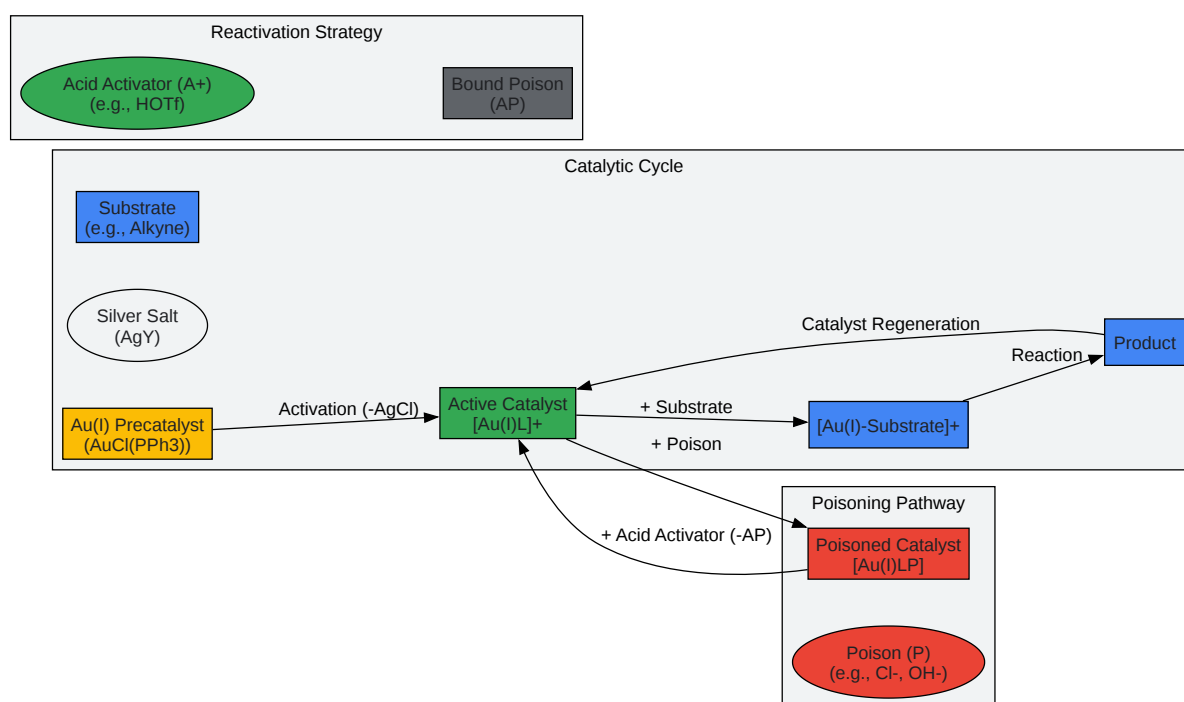 Reactivation Strategy
Acid Activator (A+)
(e.g., HOTf)
Bound Poison
(AP)
Catalytic Cycle
Substrate
(e.g., Alkyne)
Silver Salt
(AgY)
Catalyst Regeneration
Product
Reaction
Au(I) Precatalyst
(AuCl(PPh3))
Activation (-AgCl)
Active Catalyst
[Au(I)L]+
+ Substrate
[Au(I)-Substrate]+
+ Poison
Poisoning Pathway
+ Acid Activator (-AP)
Poisoned Catalyst
[Au(I)LP]
Poison (P)
(e.g., Cl-, OH-)